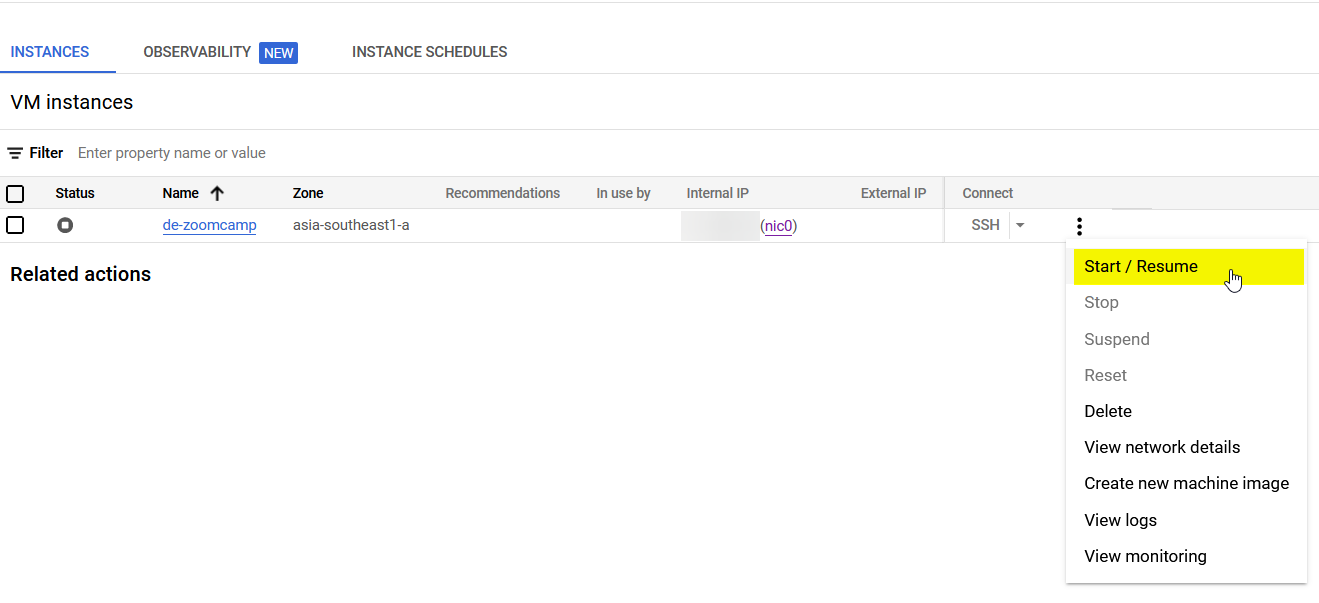 INSTANCES OBSERVABILITY NEW INSTANCE SCHEDULES
VM instances
Filter Enter property name or value
Status Name Zone Recommendations In use by Internal IP External IP Connect
de-zoomcamp asia-southeast1-a (nic0) SSH
Related actions
Start / Resume
Stop
Suspend
Reset
Delete
View network details
Create new machine image
View logs
View monitoring